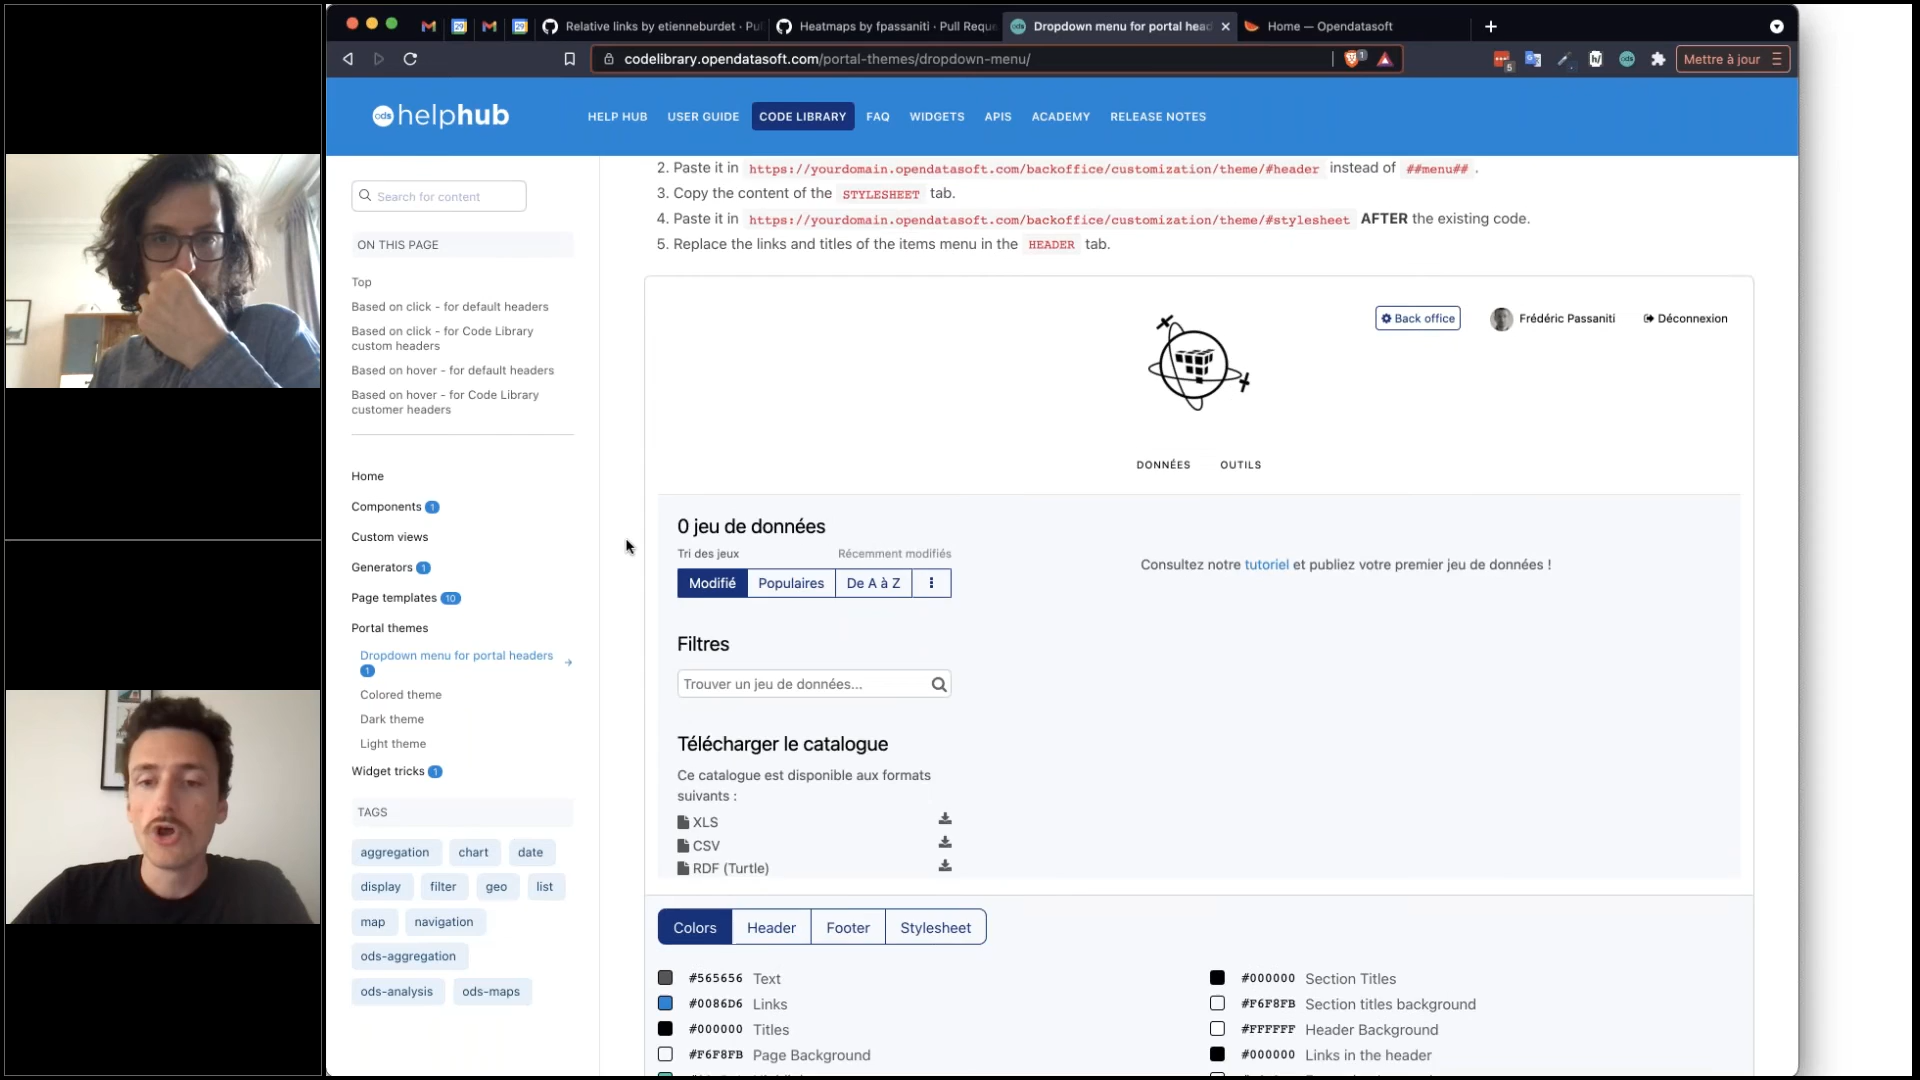 Relative links by etienneburdet · Pul
Heatmaps by fpassaniti · Pull Reque
Dropdown menu for portal head
Home — Opendatasoft
codelibrary.opendatasoft.com/portal-themes/dropdown-menu/
1
5
Mettre à jour
ods helphub
HELP HUB
USER GUIDE
CODE LIBRARY
FAQ
WIDGETS
APIS
ACADEMY
RELEASE NOTES
Search for content
ON THIS PAGE
Top
Based on click - for default headers
Based on click - for Code Library
custom headers
Based on hover - for default headers
Based on hover - for Code Library
customer headers
Home
Components 1
Custom views
Generators 1
Page templates 10
Portal themes
Dropdown menu for portal headers
1
Colored theme
Dark theme
Light theme
Widget tricks 1
TAGS
aggregation chart date
display filter geo list
map navigation
ods-aggregation
ods-analysis ods-maps
2. Paste it in https://yourdomain.opendatasoft.com/backoffice/customization/theme/#header instead of ##menu## .
3. Copy the content of the STYLESHEET tab.
4. Paste it in https://yourdomain.opendatasoft.com/backoffice/customization/theme/#stylesheet AFTER the existing code.
5. Replace the links and titles of the items menu in the HEADER tab.
Back office
Frédéric Passaniti
Déconnexion
DONNÉES OUTILS
0 jeu de données
Tri des jeux Récemment modifiés
Modifié Populaires De A à Z
Consultez notre tutoriel et publiez votre premier jeu de données !
Filtres
Trouver un jeu de données...
Télécharger le catalogue
Ce catalogue est disponible aux formats
suivants :
XLS
CSV
RDF (Turtle)
Colors Header Footer Stylesheet
#565656 Text
#0086D6 Links
#000000 Titles
#F6F8FB Page Background
#000000 Section Titles
#F6F8FB Section titles background
#FFFFFF Header Background
#000000 Links in the header